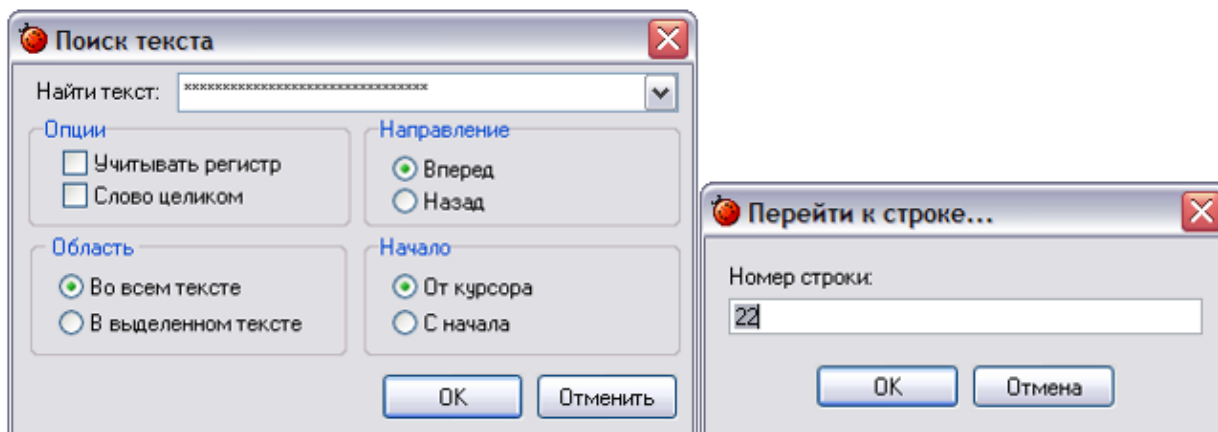 Поиск текста
Найти текст: ********************************
Опции
Учитывать регистр
Слово целиком
Направление
Вперед
Назад
Область
Во всем тексте
В выделенном тексте
Начало
От курсора
С начала
OK Отменить
Перейти к строке...
Номер строки:
22
OK Отмена